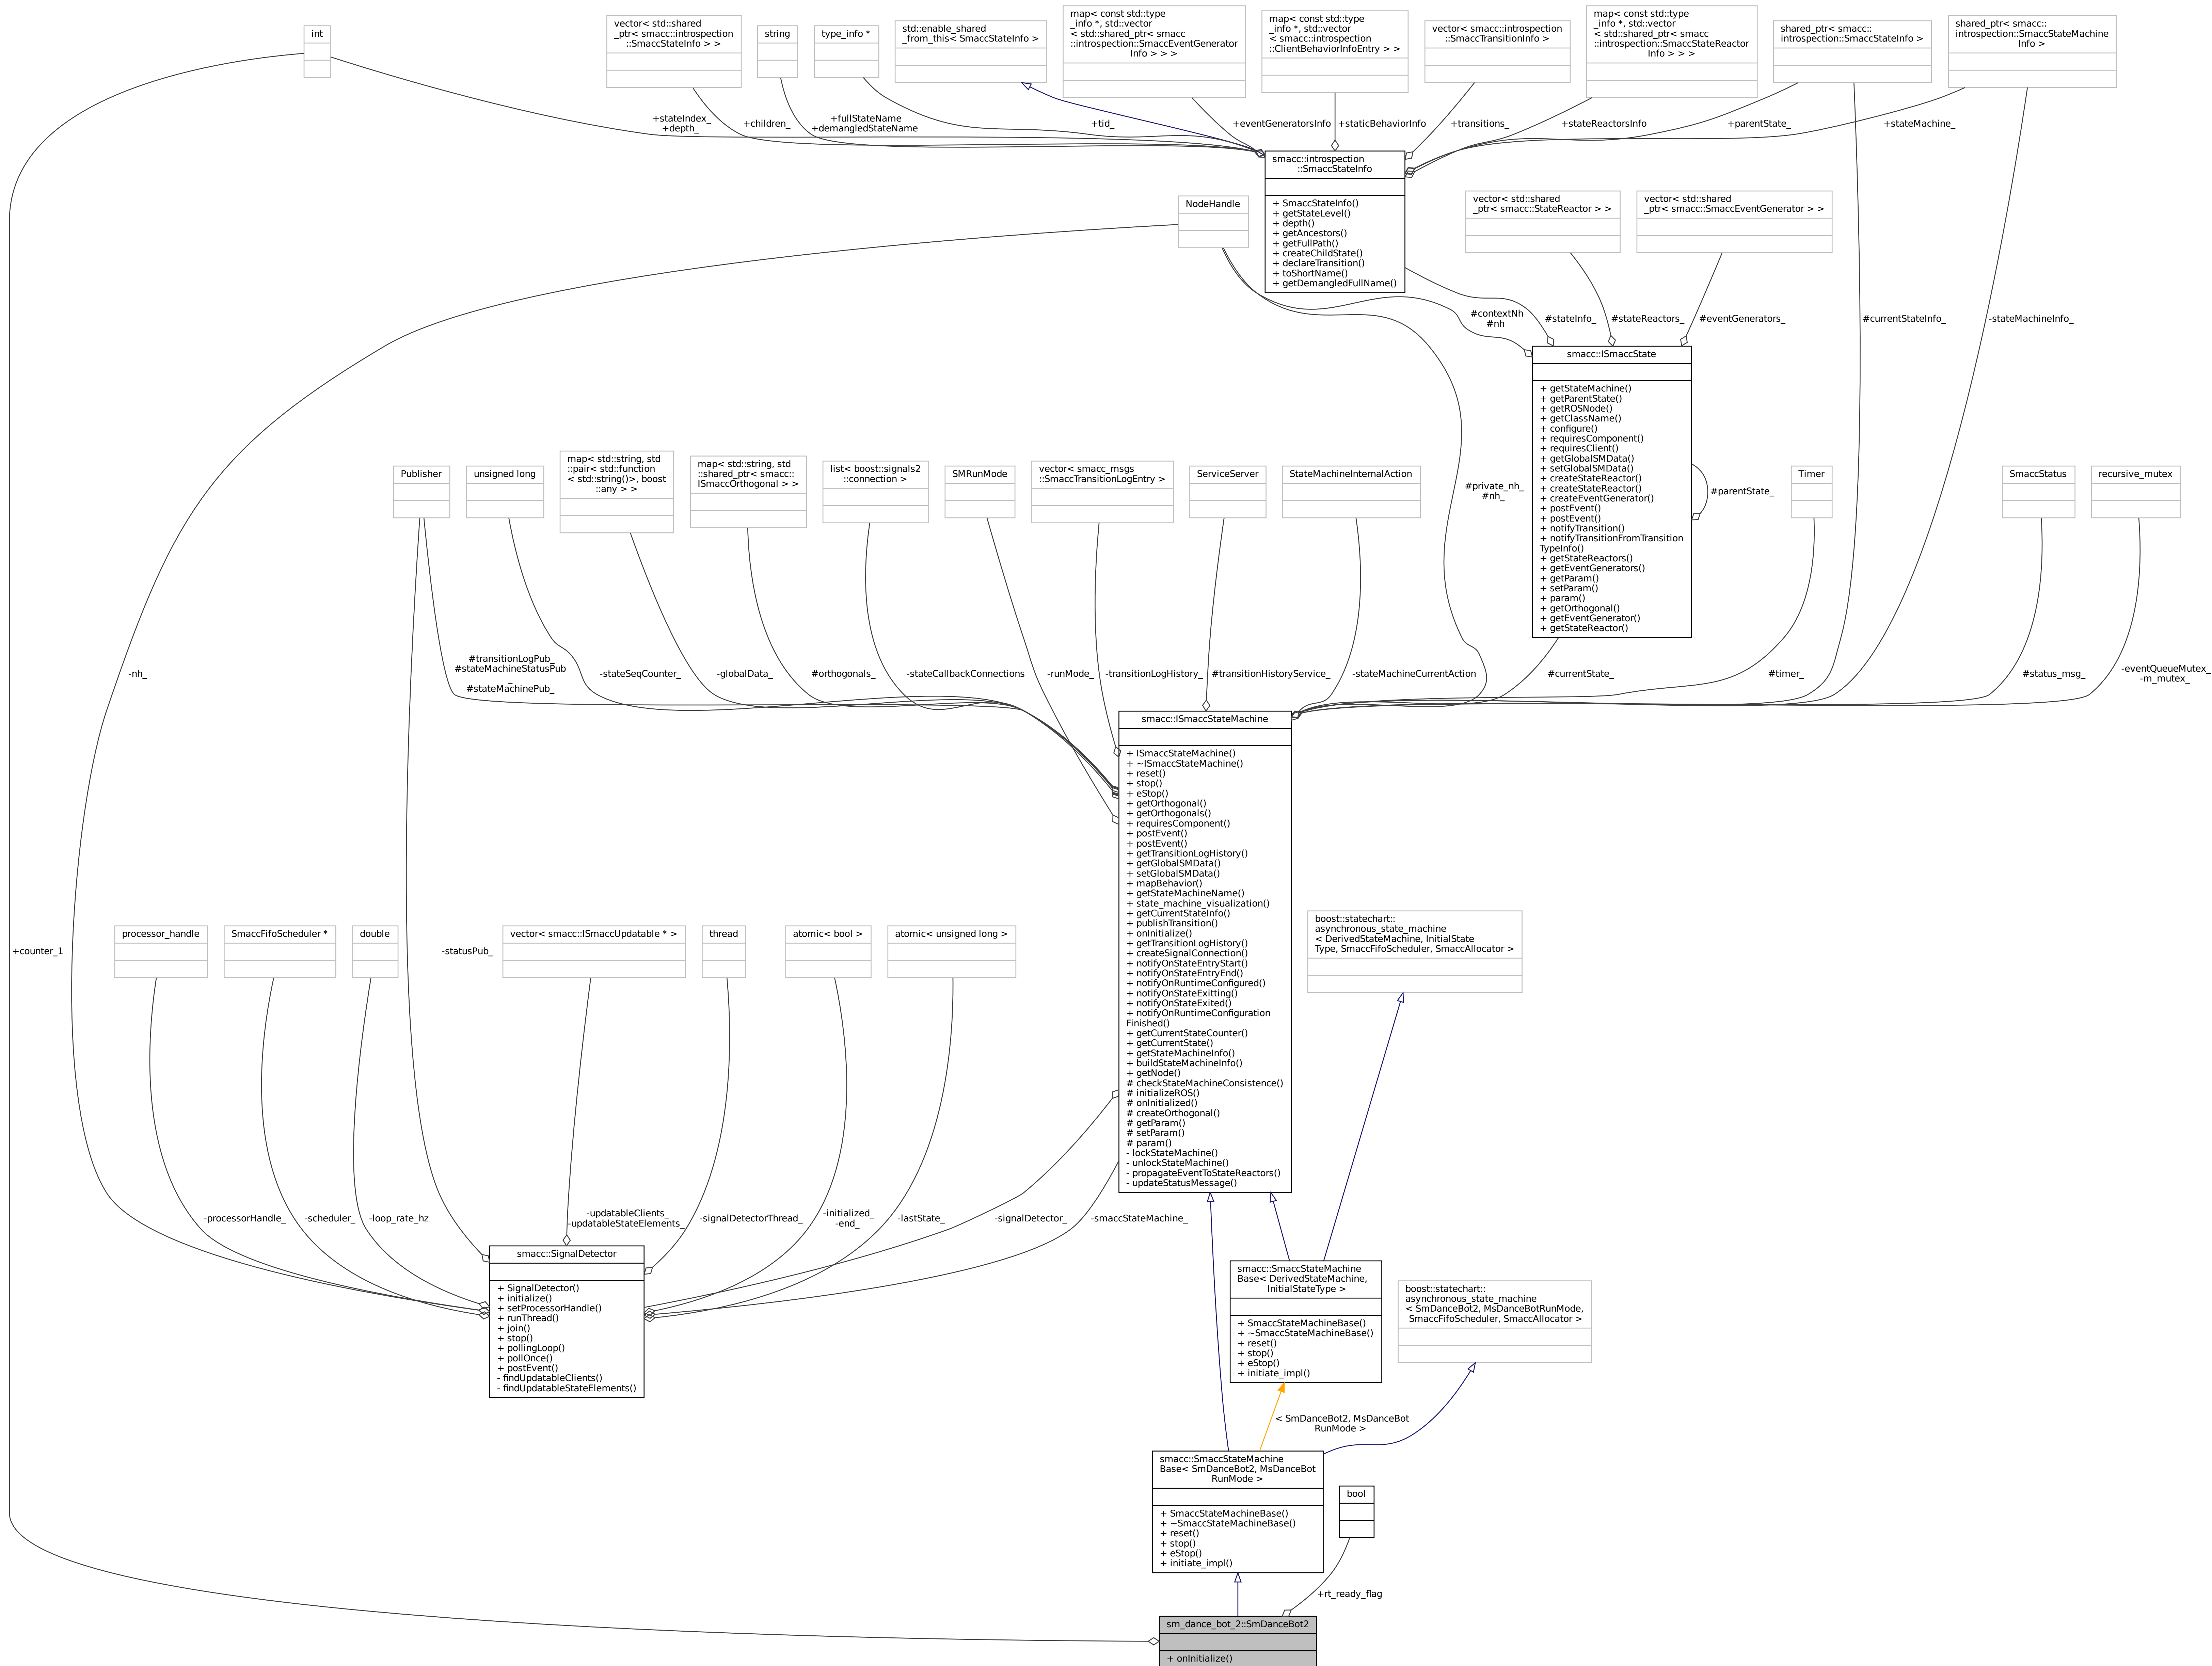 int
vector< std::shared
_ptr< smacc::introspection
::SmaccStateInfo > >
string
type_info *
std::enable_shared
_from_this< SmaccStateInfo >
map< const std::type
_info *, std::vector
< std::shared_ptr< smacc
::introspection::SmaccEventGenerator
Info > > >
map< const std::type
_info *, std::vector
< smacc::introspection
::ClientBehaviorInfoEntry > >
vector< smacc::introspection
::SmaccTransitionInfo >
map< const std::type
_info *, std::vector
< std::shared_ptr< smacc
::introspection::SmaccStateReactor
Info > > >
shared_ptr< smacc::
introspection::SmaccStateInfo >
shared_ptr< smacc::
introspection::SmaccStateMachine
Info >
+stateIndex_
+depth_
+children_
+fullStateName
+demangledStateName
+tid_
+eventGeneratorsInfo
+staticBehaviorInfo
+transitions_
+stateReactorsInfo
+parentState_
+stateMachine_
smacc::introspection
::SmaccStateInfo
+ SmaccStateInfo()
+ getStateLevel()
+ depth()
+ getAncestors()
+ getFullPath()
+ createChildState()
+ declareTransition()
+ toShortName()
+ getDemangledFullName()
NodeHandle
vector< std::shared
_ptr< smacc::StateReactor > >
vector< std::shared
_ptr< smacc::SmaccEventGenerator > >
#contextNh
#nh
#stateInfo_
#stateReactors_
#eventGenerators_
#currentStateInfo_
-stateMachineInfo_
smacc::ISmaccState
+ getStateMachine()
+ getParentState()
+ getROSNode()
+ getClassName()
+ configure()
+ requiresComponent()
+ requiresClient()
+ getGlobalSMData()
+ setGlobalSMData()
+ createStateReactor()
+ createStateReactor()
+ createEventGenerator()
+ postEvent()
+ postEvent()
+ notifyTransition()
+ notifyTransitionFromTransition
TypeInfo()
+ getStateReactors()
+ getEventGenerators()
+ getParam()
+ setParam()
+ param()
+ getOrthogonal()
+ getEventGenerator()
+ getStateReactor()
#parentState_
Publisher
unsigned long
map< std::string, std
::pair< std::function
< std::string()>, boost
::any > >
map< std::string, std
::shared_ptr< smacc::
ISmaccOrthogonal > >
list< boost::signals2
::connection >
SMRunMode
vector< smacc_msgs
::SmaccTransitionLogEntry >
ServiceServer
StateMachineInternalAction
#private_nh_
#nh_
Timer
SmaccStatus
recursive_mutex
-nh_
#transitionLogPub_
#stateMachineStatusPub
_
#stateMachinePub_
-stateSeqCounter_
-globalData_
#orthogonals_
-stateCallbackConnections
-runMode_
-transitionLogHistory_
#transitionHistoryService_
-stateMachineCurrentAction
#currentState_
#timer_
#status_msg_
-eventQueueMutex_
-m_mutex_
smacc::ISmaccStateMachine
+ ISmaccStateMachine()
+ ~ISmaccStateMachine()
+ reset()
+ stop()
+ eStop()
+ getOrthogonal()
+ getOrthogonals()
+ requiresComponent()
+ postEvent()
+ postEvent()
+ getTransitionLogHistory()
+ getGlobalSMData()
+ setGlobalSMData()
+ mapBehavior()
+ getStateMachineName()
+ state_machine_visualization()
+ getCurrentStateInfo()
+ publishTransition()
+ onInitialize()
+ getTransitionLogHistory()
+ createSignalConnection()
+ notifyOnStateEntryStart()
+ notifyOnStateEntryEnd()
+ notifyOnRuntimeConfigured()
+ notifyOnStateExitting()
+ notifyOnStateExited()
+ notifyOnRuntimeConfiguration
Finished()
+ getCurrentStateCounter()
+ getCurrentState()
+ getStateMachineInfo()
+ buildStateMachineInfo()
+ getNode()
# checkStateMachineConsistence()
# initializeROS()
# onInitialized()
# createOrthogonal()
# getParam()
# setParam()
# param()
- lockStateMachine()
- unlockStateMachine()
- propagateEventToStateReactors()
- updateStatusMessage()
+counter_1
processor_handle
SmaccFifoScheduler *
double
-statusPub_
vector< smacc::ISmaccUpdatable * >
thread
atomic< bool >
atomic< unsigned long >
boost::statechart::
asynchronous_state_machine
< DerivedStateMachine, InitialState
Type, SmaccFifoScheduler, SmaccAllocator >
-processorHandle_
-scheduler_
-loop_rate_hz
-updatableClients_
-updatableStateElements_
-signalDetectorThread_
-initialized_
-end_
-lastState_
-signalDetector_
-smaccStateMachine_
smacc::SignalDetector
+ SignalDetector()
+ initialize()
+ setProcessorHandle()
+ runThread()
+ join()
+ stop()
+ pollingLoop()
+ pollOnce()
+ postEvent()
- findUpdatableClients()
- findUpdatableStateElements()
smacc::SmaccStateMachine
Base< DerivedStateMachine,
InitialStateType >
+ SmaccStateMachineBase()
+ ~SmaccStateMachineBase()
+ reset()
+ stop()
+ eStop()
+ initiate_impl()
boost::statechart::
asynchronous_state_machine
< SmDanceBot2, MsDanceBotRunMode,
SmaccFifoScheduler, SmaccAllocator >
< SmDanceBot2, MsDanceBot
RunMode >
smacc::SmaccStateMachine
Base< SmDanceBot2, MsDanceBot
RunMode >
+ SmaccStateMachineBase()
+ ~SmaccStateMachineBase()
+ reset()
+ stop()
+ eStop()
+ initiate_impl()
bool
+rt_ready_flag
sm_dance_bot_2::SmDanceBot2
+ onInitialize()